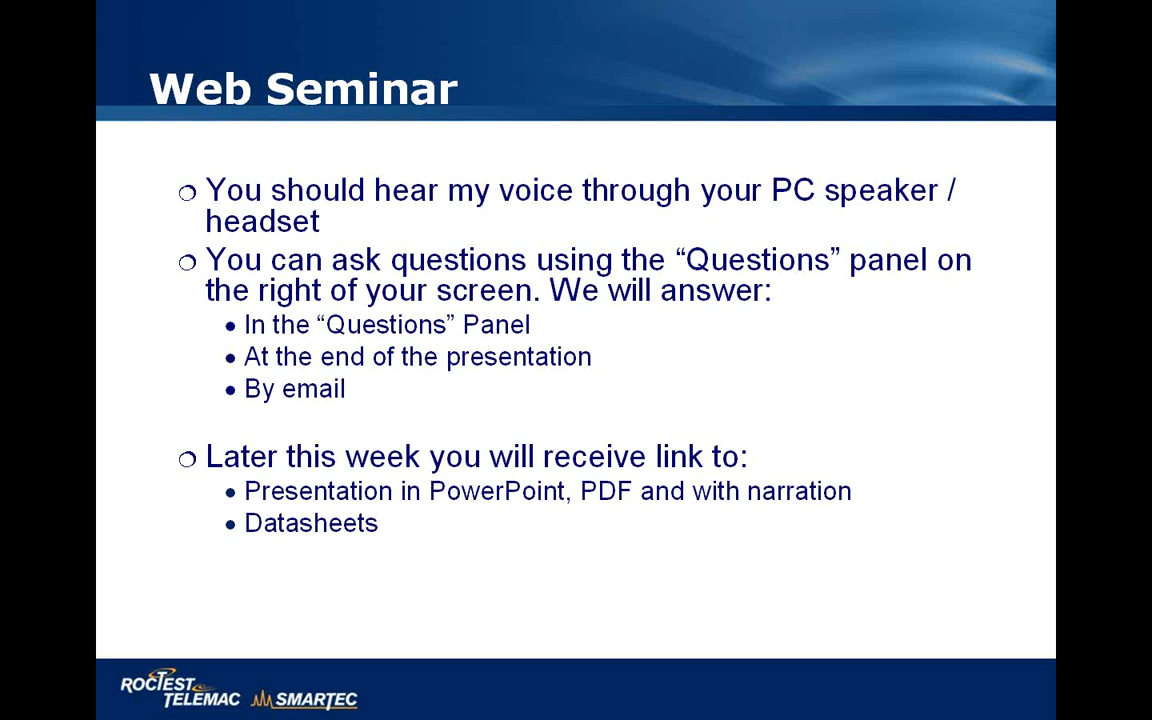 Web Seminar
You should hear my voice through your PC speaker /
headset
You can ask questions using the “Questions” panel on
the right of your screen. We will answer:
• In the “Questions” Panel
• At the end of the presentation
• By email
Later this week you will receive link to:
• Presentation in PowerPoint, PDF and with narration
• Datasheets
ROCTEST
TELEMAC SMARTEC